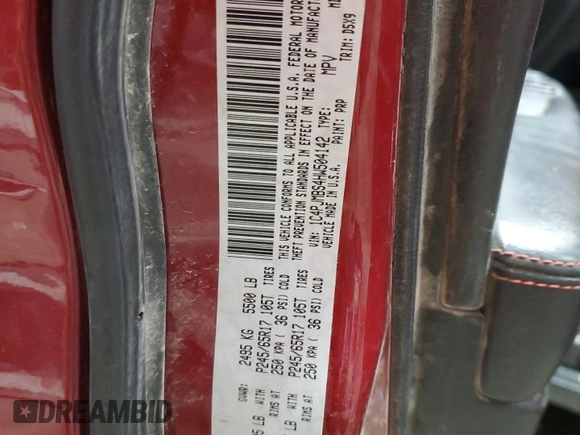 GVWR: 2495 KG 5500 LB
LB WITH P245/65R17 105T TIRES
RIMS AT 250 KPA ( 36 PSI) COLD
LB WITH P245/65R17 105T TIRES
RIMS AT 250 KPA ( 36 PSI) COLD
THIS VEHICLE CONFORMS TO ALL APPLICABLE U.S.A. FEDERAL MOTOR
THEFT PREVENTION STANDARDS IN EFFECT ON THE DATE OF MANUFACT
VIN: 1C4PJMBS4HW504142 TYPE: MPV
VEHICLE MADE IN U.S.A. PAINT: PRP TRIM: D5X9
DREAMBID